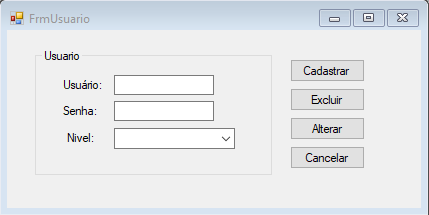 FrmUsuario
Usuario
Usuário:
Senha:
Nivel:
Cadastrar
Excluir
Alterar
Cancelar